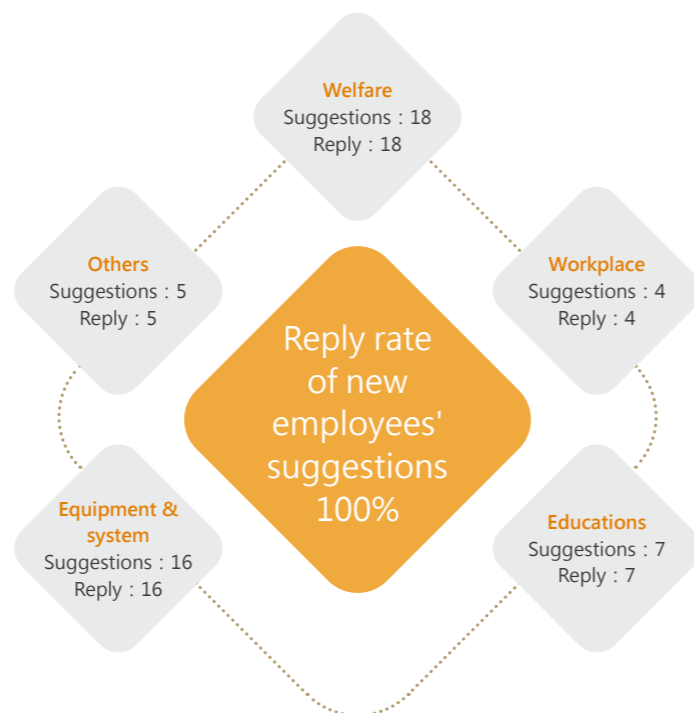 Welfare
Suggestions : 18
Reply : 18
Others
Suggestions : 5
Reply : 5
Workplace
Suggestions : 4
Reply : 4
Reply rate
of new
employees'
suggestions
100%
Equipment &
system
Suggestions : 16
Reply : 16
Educations
Suggestions : 7
Reply : 7